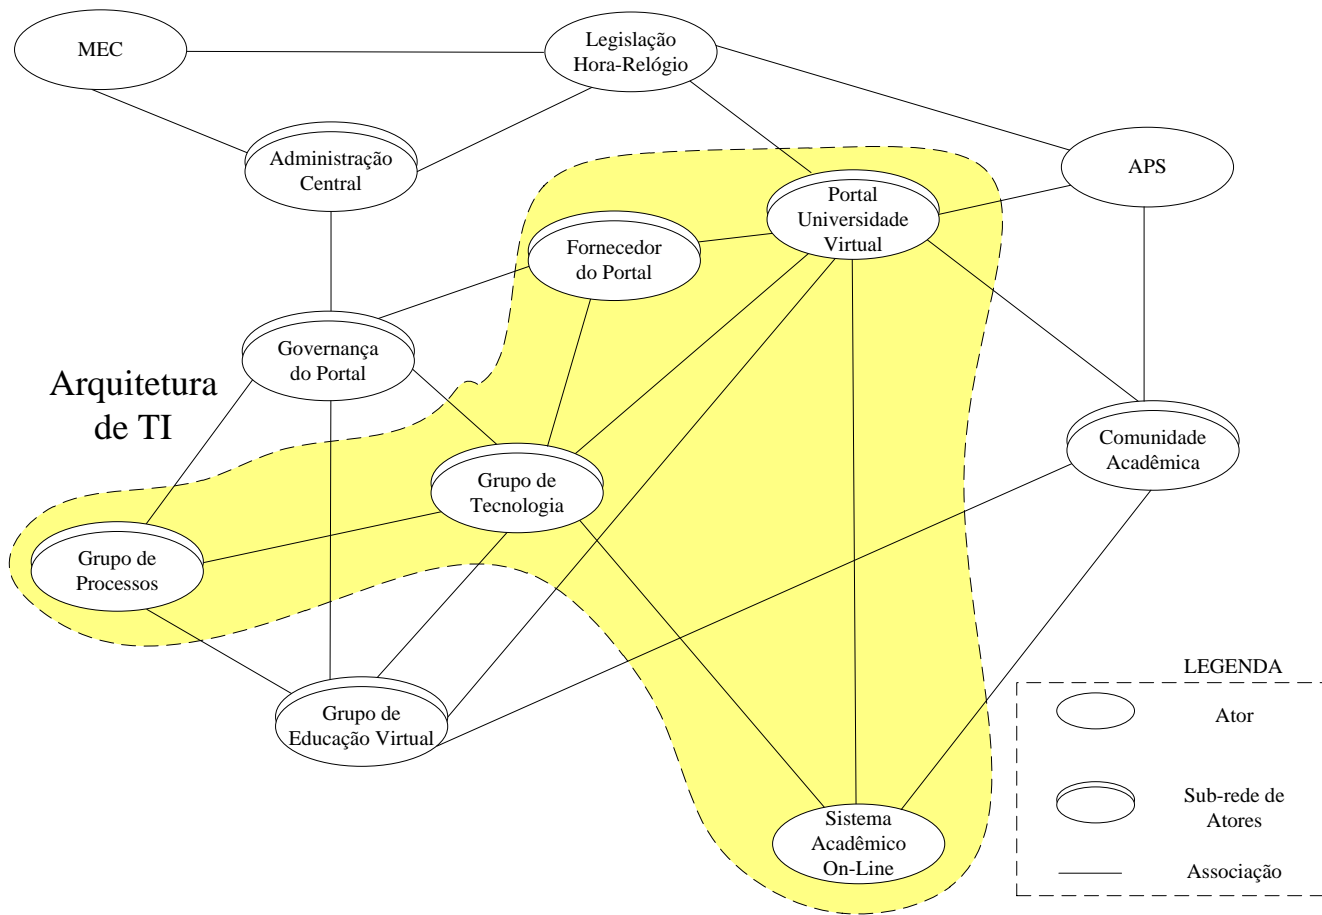 MEC
Legislação
Hora-Relógio
Administração
Central
APS
Portal
Universidade
Virtual
Fornecedor
do Portal
Governança
do Portal
Arquitetura
de TI
Comunidade
Acadêmica
Grupo de
Tecnologia
Grupo de
Processos
Grupo de
Educação Virtual
Sistema
Acadêmico
On-Line
LEGENDA
Ator
Sub-rede de
Atores
Associação